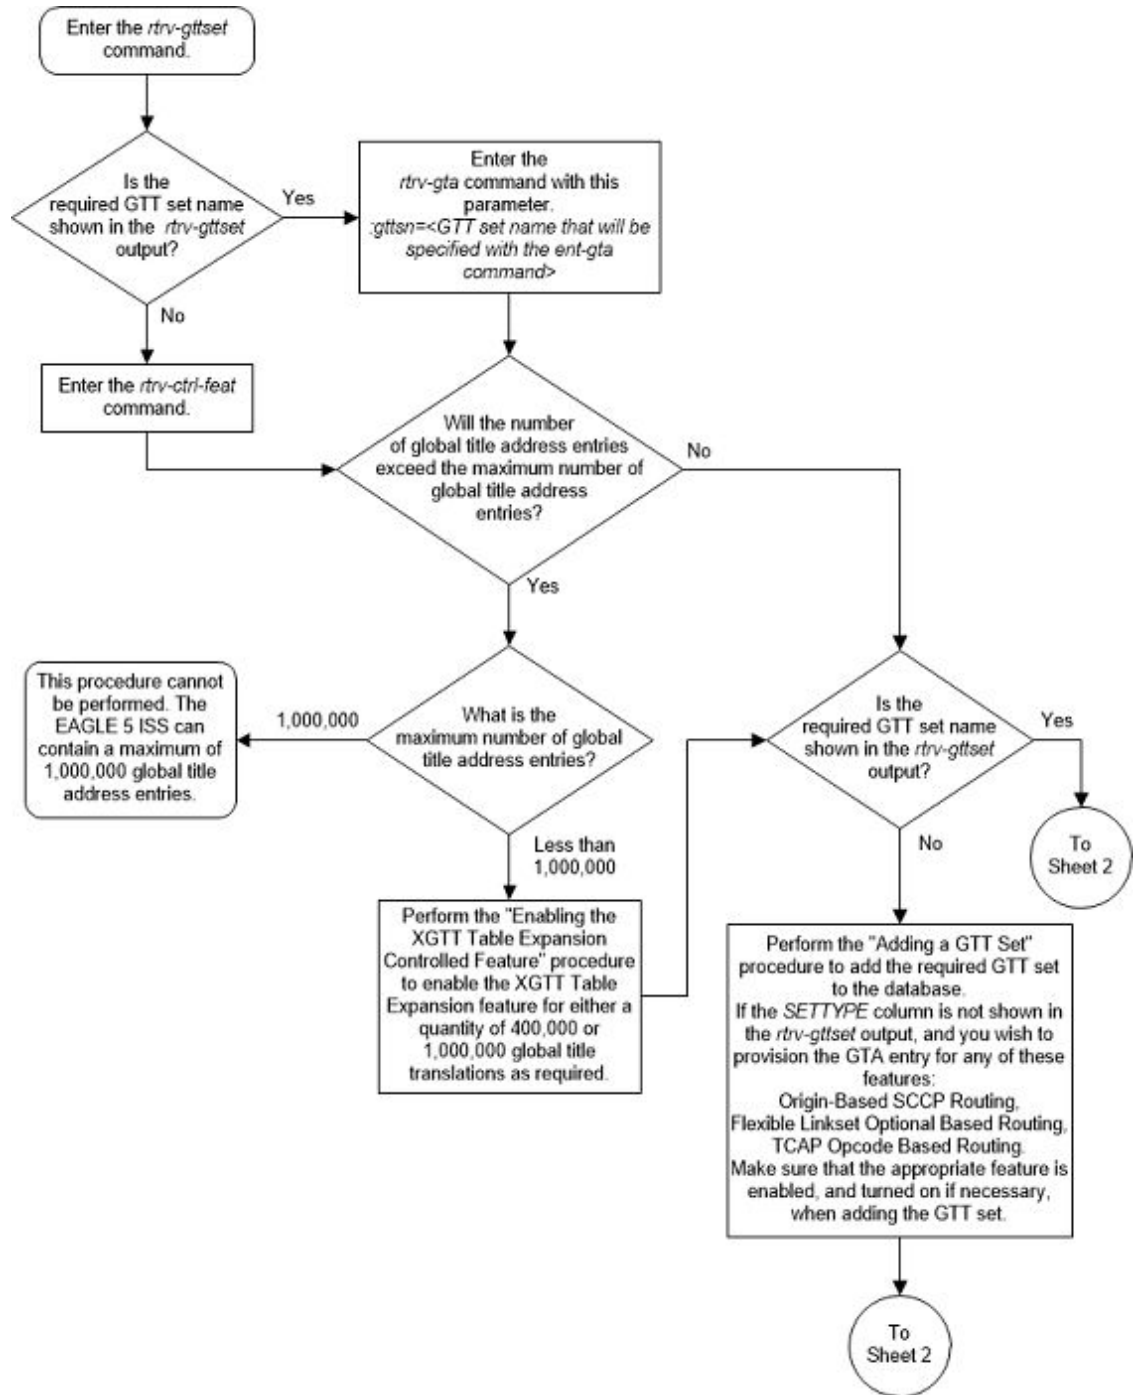 Enter the rtrv-gttset
command.
Is the
required GTT set name
shown in the rtrv-gttset
output?
Yes
No
Enter the
rtrv-gta command with this
parameter.
:gttsn=<GTT set name that will be
specified with the ent-gta
command>
Enter the rtrv-ctrl-feat
command.
Will the number
of global title address entries
exceed the maximum number of
global title address
entries?
No
Yes
This procedure cannot
be performed. The
EAGLE 5 ISS can
contain a maximum of
1,000,000 global title
address entries.
1,000,000
What is the
maximum number of global
title address entries?
Less than
1,000,000
Perform the "Enabling the
XGTT Table Expansion
Controlled Feature" procedure
to enable the XGTT Table
Expansion feature for either a
quantity of 400,000 or
1,000,000 global title
translations as required.
Is the
required GTT set name
shown in the rtrv-gttset
output?
Yes
No
To
Sheet 2
Perform the "Adding a GTT Set"
procedure to add the required GTT set
to the database.
If the SETTYPE column is not shown in
the rtrv-gttset output, and you wish to
provision the GTA entry for any of these
features:
Origin-Based SCCP Routing,
Flexible Linkset Optional Based Routing,
TCAP Opcode Based Routing.
Make sure that the appropriate feature is
enabled, and turned on if necessary,
when adding the GTT set.
To
Sheet 2